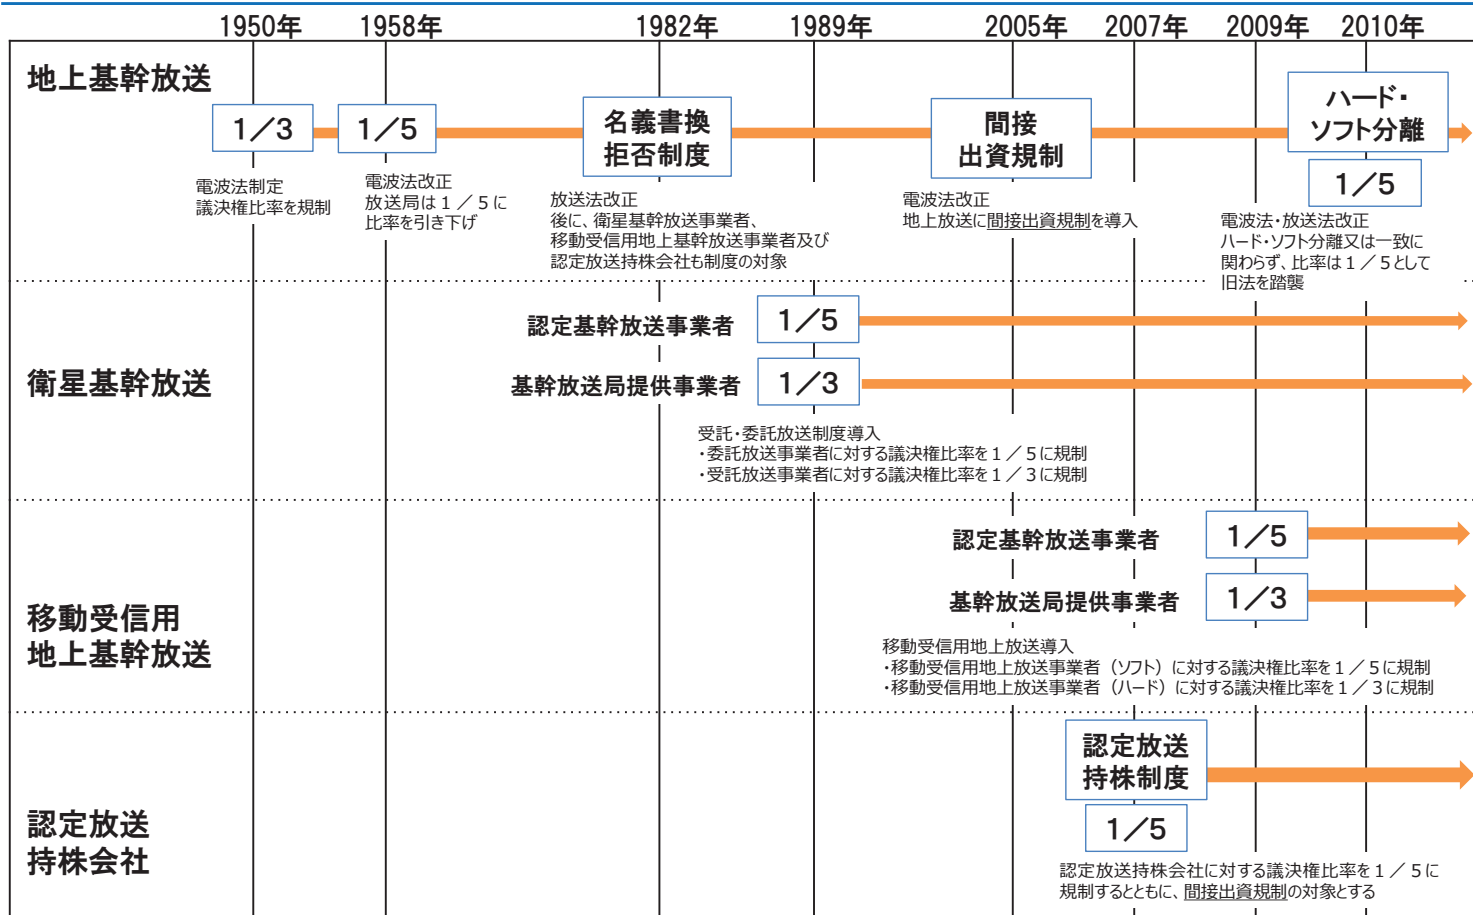 1950年 1958年 1982年 1989年 2005年 2007年 2009年 2010年
地上基幹放送
1／3
1／5
名義書換
拒否制度
間接
出資規制
ハード・
ソフト分離
1／5
電波法制定
議決権比率を規制
電波法改正
放送局は１／５に
比率を引き下げ
放送法改正
後に、衛星基幹放送事業者、
移動受信用地上基幹放送事業者及び
認定放送持株会社も制度の対象
電波法改正
地上放送に間接出資規制を導入
電波法・放送法改正
ハード・ソフト分離又は一致に
関わらず、比率は１／５として
旧法を踏襲
衛星基幹放送
認定基幹放送事業者
1／5
基幹放送局提供事業者
1／3
受託・委託放送制度導入
・委託放送事業者に対する議決権比率を１／５に規制
・受託放送事業者に対する議決権比率を１／３に規制
移動受信用
地上基幹放送
認定基幹放送事業者
1／5
基幹放送局提供事業者
1／3
移動受信用地上放送導入
・移動受信用地上放送事業者（ソフト）に対する議決権比率を１／５に規制
・移動受信用地上放送事業者（ハード）に対する議決権比率を１／３に規制
認定放送
持株会社
認定放送
持株制度
1／5
認定放送持株会社に対する議決権比率を１／５に
規制するとともに、間接出資規制の対象とする